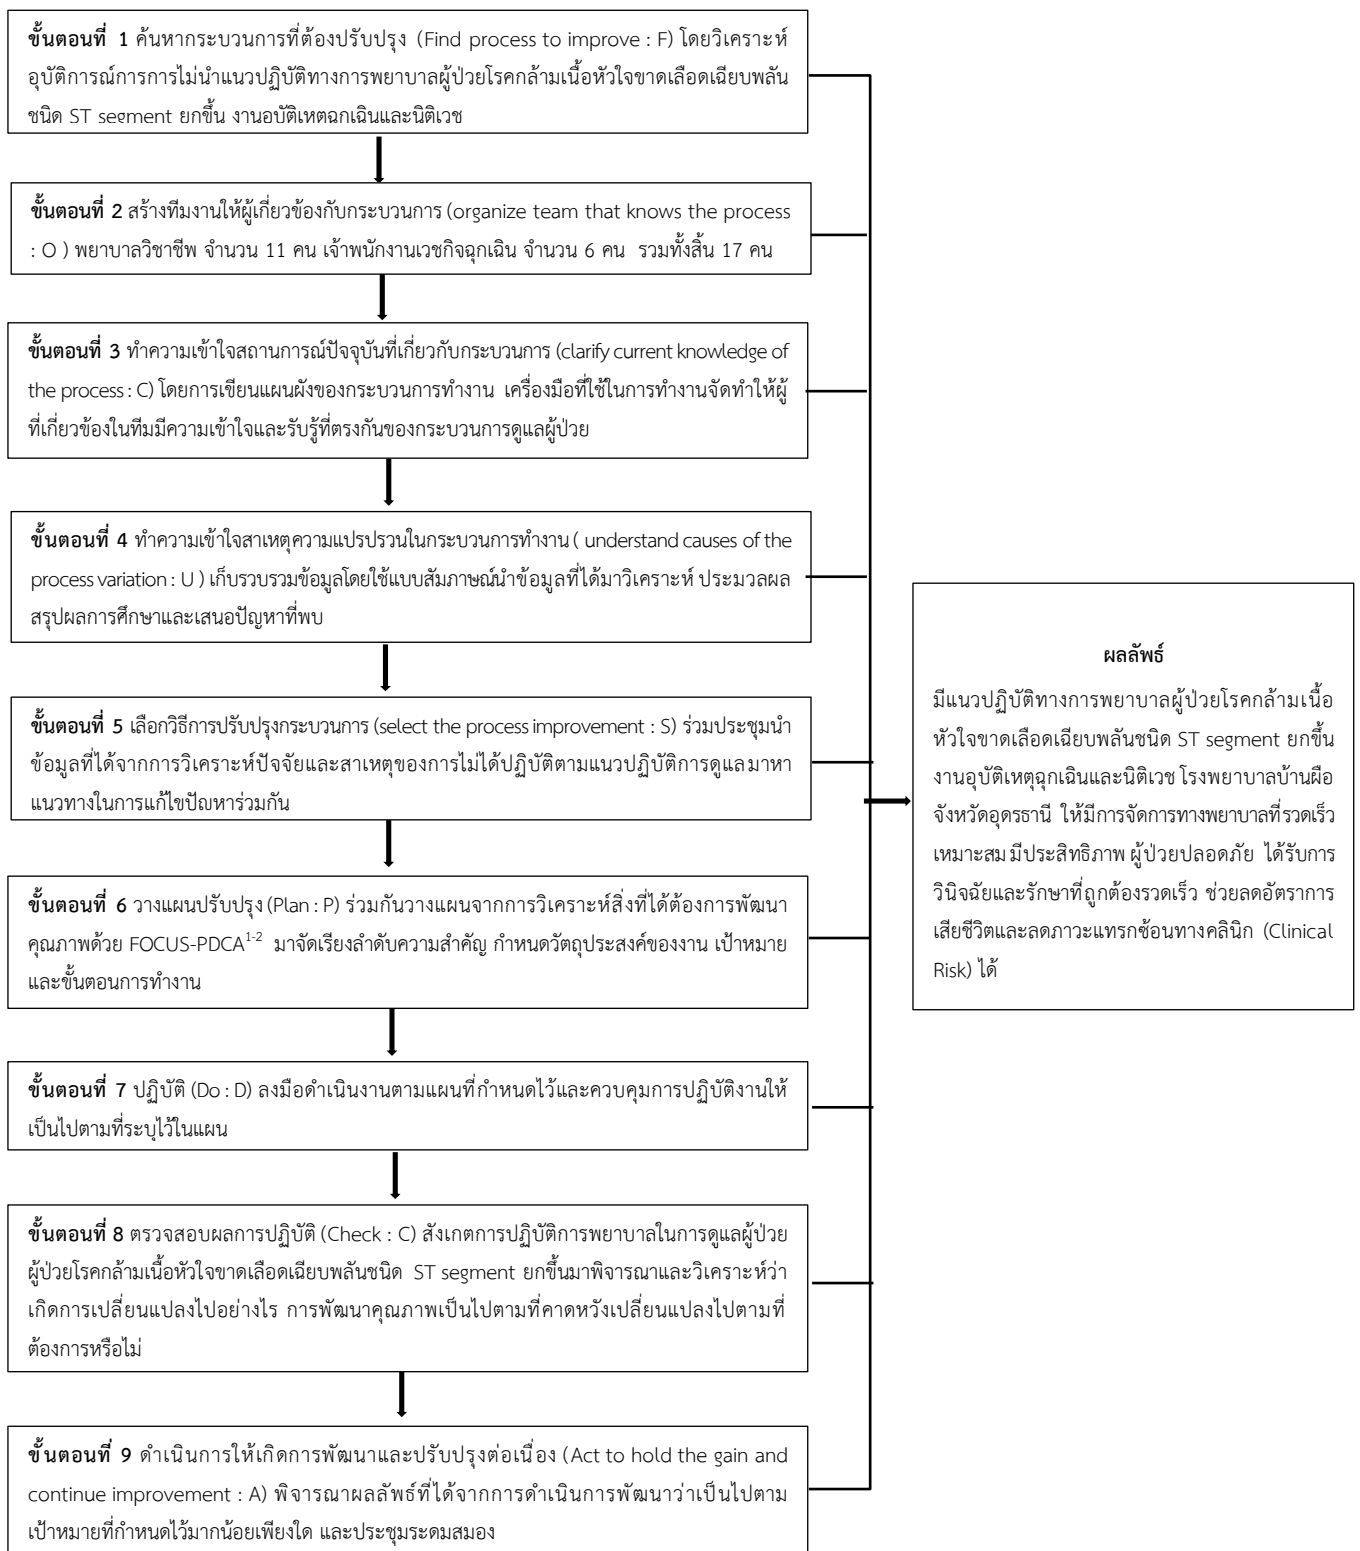 ขั้นตอนที่ 1 ค้นหากระบวนการที่ต้องปรับปรุง (Find process to improve : F) โดยวิเคราะห์
อุบัติการณ์การการไม่นำแนวปฏิบัติทางการพยาบาลผู้ป่วยโรคกล้ามเนื้อหัวใจขาดเลือดเฉียบพลัน
ชนิด ST segment ยกขึ้น งานอุบัติเหตุฉุกเฉินและนิติเวช
ขั้นตอนที่ 2 สร้างทีมงานให้ผู้เกี่ยวข้องกับกระบวนการ (organize team that knows the process
: O ) พยาบาลวิชาชีพ จำนวน 11 คน เจ้าพนักงานเวชกิจฉุกเฉิน จำนวน 6 คน รวมทั้งสิ้น 17 คน
ขั้นตอนที่ 3 ทำความเข้าใจสถานการณ์ปัจจุบันที่เกี่ยวกับกระบวนการ (clarify current knowledge of
the process : C) โดยการเขียนแผนผังของกระบวนการทำงาน เครื่องมือที่ใช้ในการทำงานจัดทำให้ผู้
ที่เกี่ยวข้องในทีมมีความเข้าใจและรับรู้ที่ตรงกันของกระบวนการดูแลผู้ป่วย
ขั้นตอนที่ 4 ทำความเข้าใจสาเหตุความแปรปรวนในกระบวนการทำงาน ( understand causes of the
process variation : U ) เก็บรวบรวมข้อมูลโดยใช้แบบสัมภาษณ์นำข้อมูลที่ได้มาวิเคราะห์ ประมวลผล
สรุปผลการศึกษาและเสนอปัญหาที่พบ
ขั้นตอนที่ 5 เลือกวิธีการปรับปรุงกระบวนการ (select the process improvement : S) ร่วมประชุมนำ
ข้อมูลที่ได้จากการวิเคราะห์ปัจจัยและสาเหตุของการไม่ได้ปฏิบัติตามแนวปฏิบัติการดูแลมาหา
แนวทางในการแก้ไขปัญหาร่วมกัน
ขั้นตอนที่ 6 วางแผนปรับปรุง (Plan : P) ร่วมกันวางแผนจากการวิเคราะห์สิ่งที่ได้ต้องการพัฒนา
คุณภาพด้วย FOCUS-PDCA1-2 มาจัดเรียงลำดับความสำคัญ กำหนดวัตถุประสงค์ของงาน เป้าหมาย
และขั้นตอนการทำงาน
ขั้นตอนที่ 7 ปฏิบัติ (Do : D) ลงมือดำเนินงานตามแผนที่กำหนดไว้และควบคุมการปฏิบัติงานให้
เป็นไปตามที่ระบุไว้ในแผน
ขั้นตอนที่ 8 ตรวจสอบผลการปฏิบัติ (Check : C) สังเกตการปฏิบัติการพยาบาลในการดูแลผู้ป่วย
ผู้ป่วยโรคกล้ามเนื้อหัวใจขาดเลือดเฉียบพลันชนิด ST segment ยกขึ้นมาพิจารณาและวิเคราะห์ว่า
เกิดการเปลี่ยนแปลงไปอย่างไร การพัฒนาคุณภาพเป็นไปตามที่คาดหวังเปลี่ยนแปลงไปตามที่
ต้องการหรือไม่
ขั้นตอนที่ 9 ดำเนินการให้เกิดการพัฒนาและปรับปรุงต่อเนื่อง (Act to hold the gain and
continue improvement : A) พิจารณาผลลัพธ์ที่ได้จากการดำเนินการพัฒนาว่าเป็นไปตาม
เป้าหมายที่กำหนดไว้มากน้อยเพียงใด และประชุมระดมสมอง
ผลลัพธ์
มีแนวปฏิบัติทางการพยาบาลผู้ป่วยโรคกล้ามเนื้อ
หัวใจขาดเลือดเฉียบพลันชนิด ST segment ยกขึ้น
งานอุบัติเหตุฉุกเฉินและนิติเวช โรงพยาบาลบ้านผือ
จังหวัดอุดรธานี ให้มีการจัดการทางพยาบาลที่รวดเร็ว
เหมาะสม มีประสิทธิภาพ ผู้ป่วยปลอดภัย ได้รับการ
วินิจฉัยและรักษาที่ถูกต้องรวดเร็ว ช่วยลดอัตราการ
เสียชีวิตและลดภาวะแทรกซ้อนทางคลินิก (Clinical
Risk) ได้